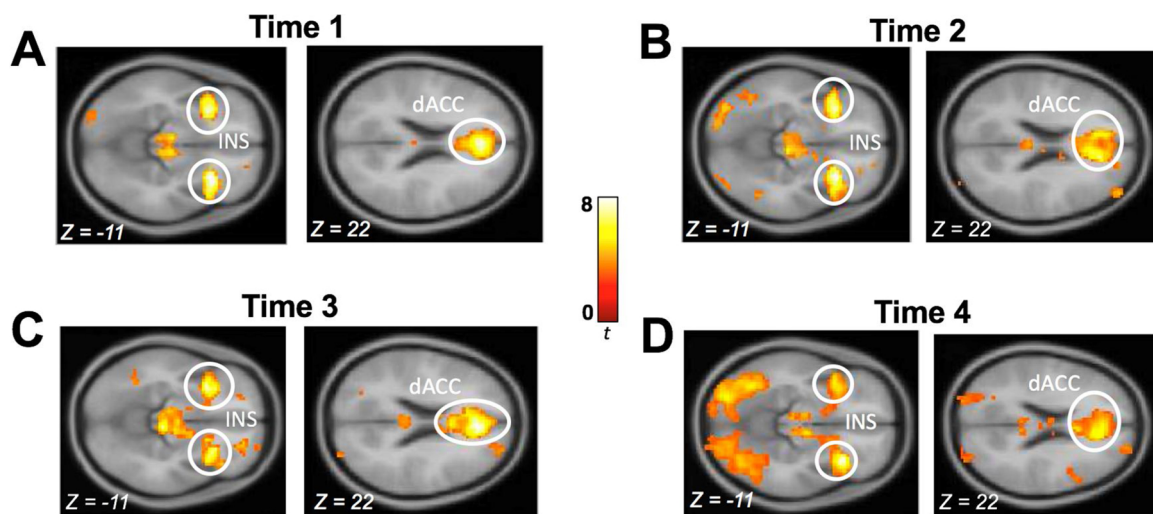 Time 1
A
INS
Z = -11
dACC
Z = 22
Time 2
B
INS
Z = -11
dACC
Z = 22
8
0
t
Time 3
C
INS
Z = -11
dACC
Z = 22
Time 4
D
INS
Z = -11
dACC
Z = 22